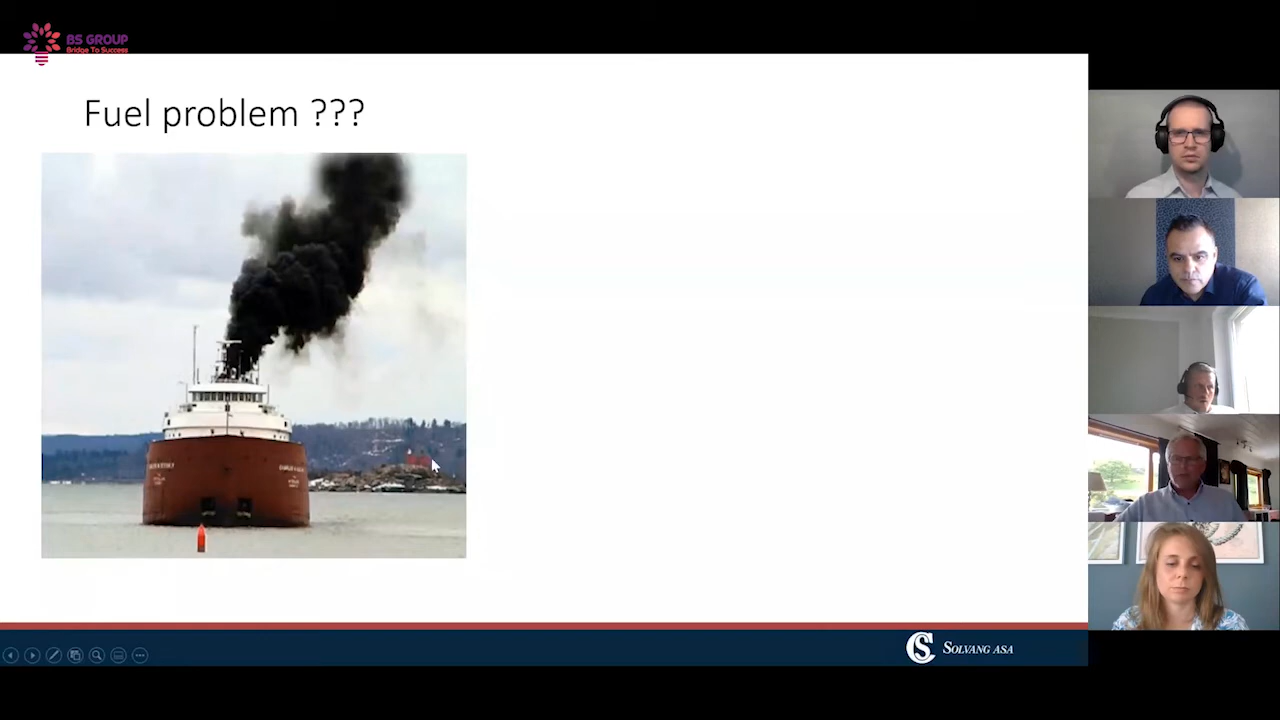 BS GROUP
Bridge To Success
Fuel problem ???
SOLVANG ASA